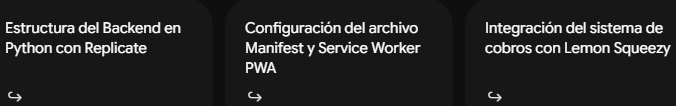 Estructura del Backend en
Python con Replicate
Configuración del archivo
Manifest y Service Worker
PWA
Integración del sistema de
cobros con Lemon Squeezy